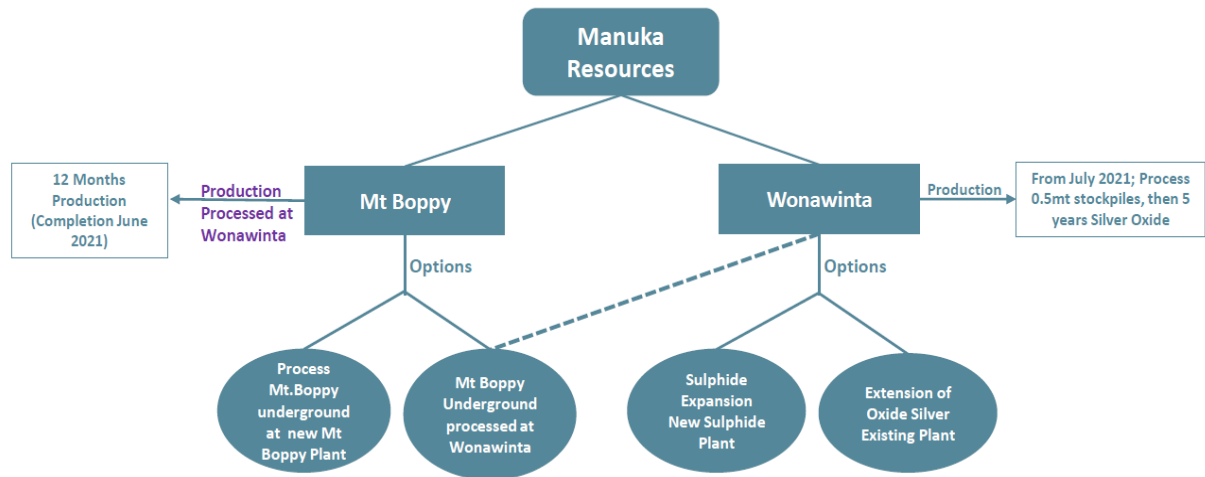 Manuka
Resources
12 Months
Production
(Completion June
2021)
Production
Processed at
Wonawinta
Mt Boppy
Wonawinta
Production
From July 2021; Process
0.5mt stockpiles, then 5
years Silver Oxide
Options
Options
Process
Mt.Boppy
underground
at new Mt
Boppy Plant
Mt Boppy
Underground
processed at
Wonawinta
Sulphide
Expansion
New Sulphide
Plant
Extension of
Oxide Silver
Existing Plant